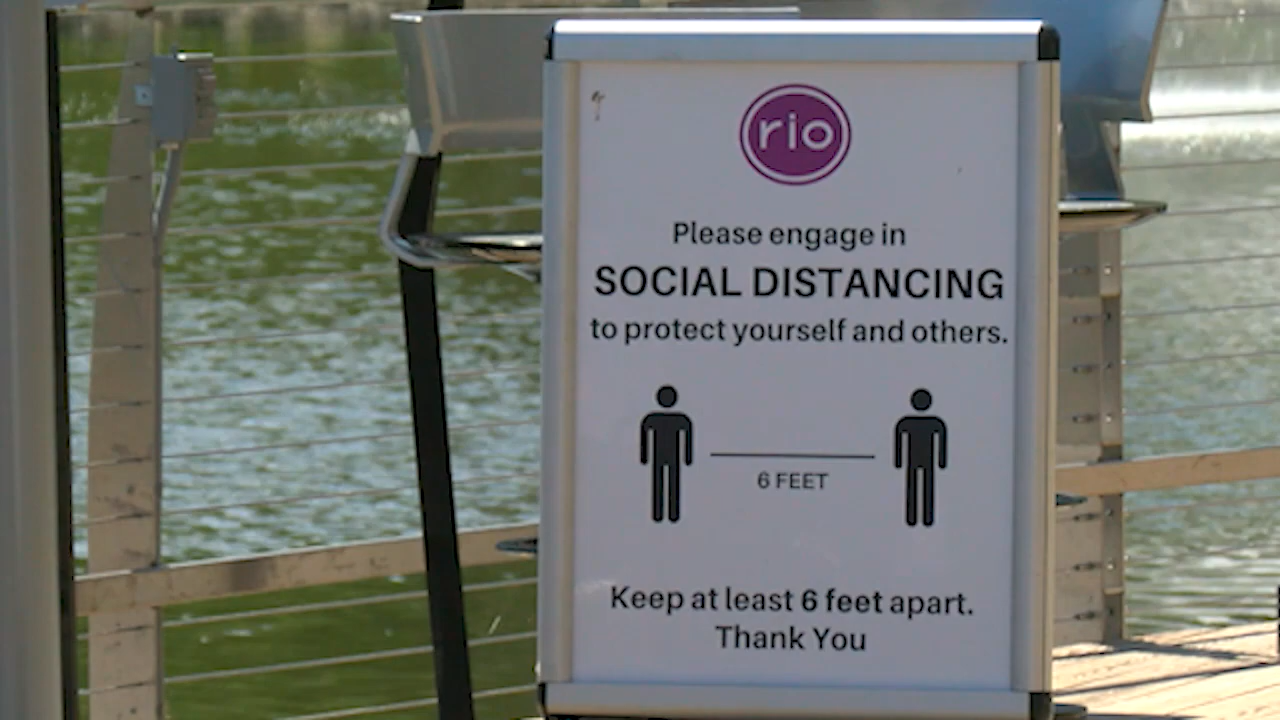 rio
Please engage in
SOCIAL DISTANCING
to protect yourself and others.
6 FEET
Keep at least 6 feet apart.
Thank You